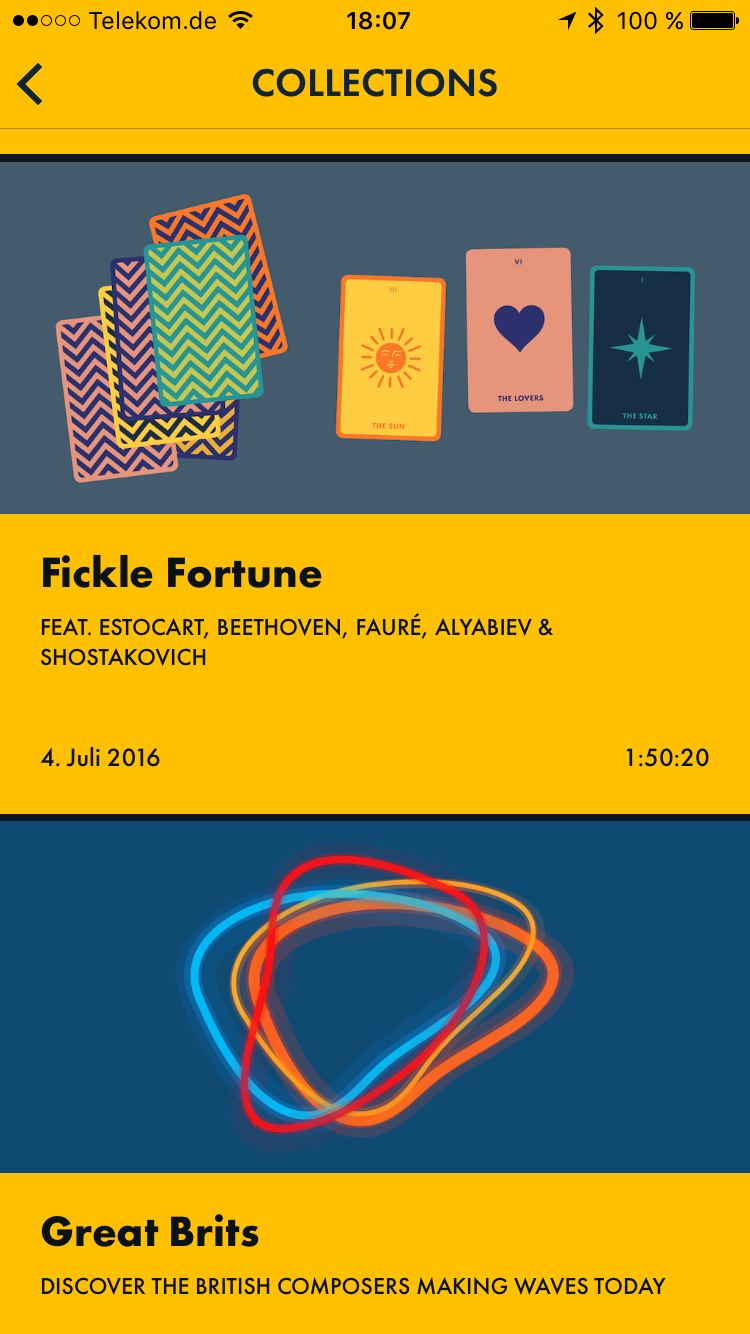 Telekom.de 18:07 100 %
COLLECTIONS
III
THE SUN
VI
THE LOVERS
I
THE STAR
Fickle Fortune
FEAT. ESTOCART, BEETHOVEN, FAURÉ, ALYABIEV &
SHOSTAKOVICH
4. Juli 2016 1:50:20
Great Brits
DISCOVER THE BRITISH COMPOSERS MAKING WAVES TODAY